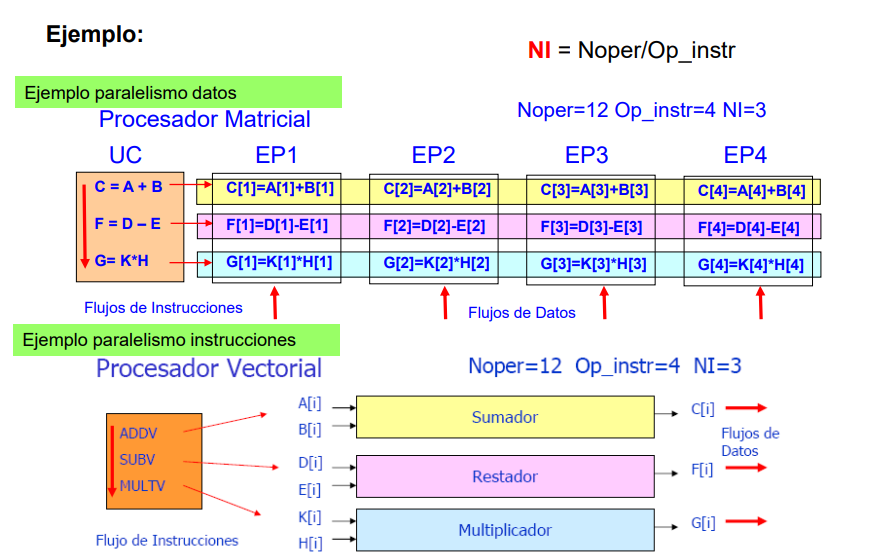 Ejemplo:
NI = Noper/Op_instr
Ejemplo paralelismo datos
Procesador Matricial
Noper=12 Op_instr=4 NI=3
UC EP1 EP2 EP3 EP4
C = A + B C[1]=A[1]+B[1] C[2]=A[2]+B[2] C[3]=A[3]+B[3] C[4]=A[4]+B[4]
F = D – E F[1]=D[1]-E[1] F[2]=D[2]-E[2] F[3]=D[3]-E[3] F[4]=D[4]-E[4]
G= K*H G[1]=K[1]*H[1] G[2]=K[2]*H[2] G[3]=K[3]*H[3] G[4]=K[4]*H[4]
Flujos de Instrucciones
Flujos de Datos
Ejemplo paralelismo instrucciones
Procesador Vectorial
Noper=12 Op_instr=4 NI=3
ADDV
SUBV
MULTV
Flujo de Instrucciones
A[i]
B[i]
Sumador
C[i]
Flujos de
Datos
D[i]
E[i]
Restador
F[i]
K[i]
H[i]
Multiplicador
G[i]